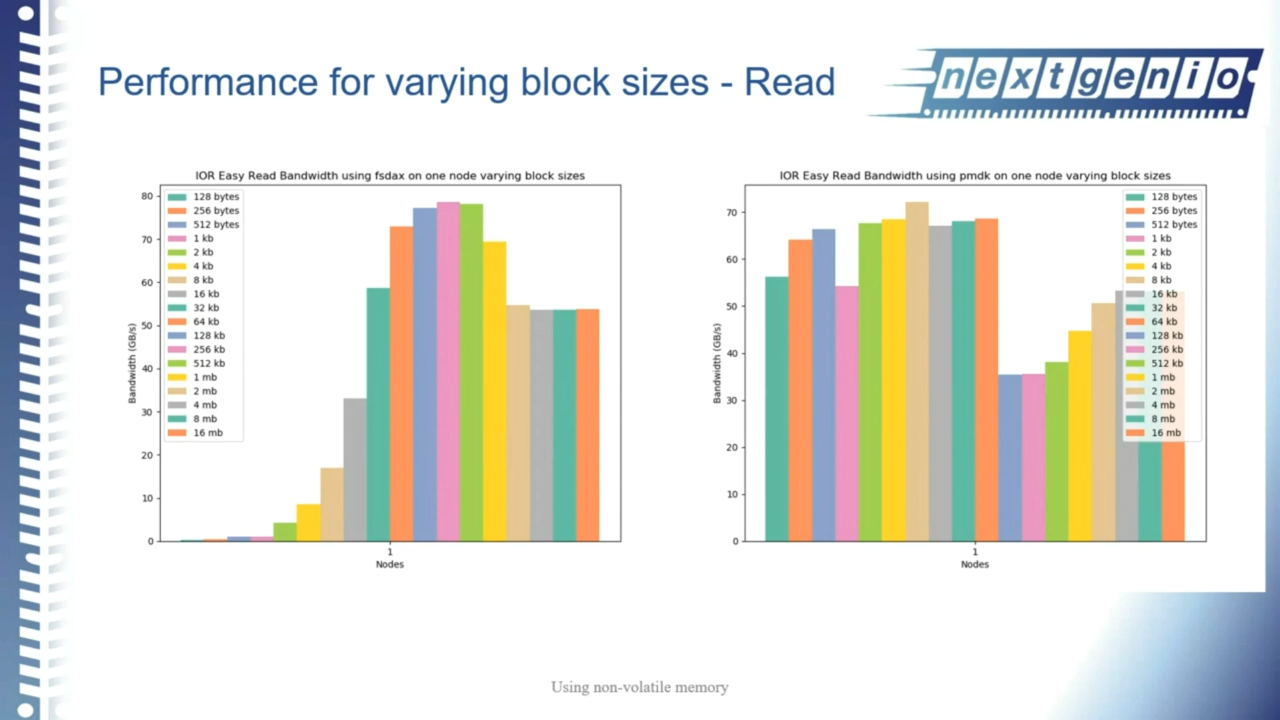 Performance for varying block sizes - Read
nextgenio
IOR Easy Read Bandwidth using fsdax on one node varying block sizes
80
70
60
50
40
30
20
10
0
Bandwidth (GB/s)
128 bytes
256 bytes
512 bytes
1 kb
2 kb
4 kb
8 kb
16 kb
32 kb
64 kb
128 kb
256 kb
512 kb
1 mb
2 mb
4 mb
8 mb
16 mb
1
Nodes
IOR Easy Read Bandwidth using pmdk on one node varying block sizes
70
60
50
40
30
20
10
0
Bandwidth (GB/s)
128 bytes
256 bytes
512 bytes
1 kb
2 kb
4 kb
8 kb
16 kb
32 kb
64 kb
128 kb
256 kb
512 kb
1 mb
2 mb
4 mb
8 mb
16 mb
1
Nodes
Using non-volatile memory